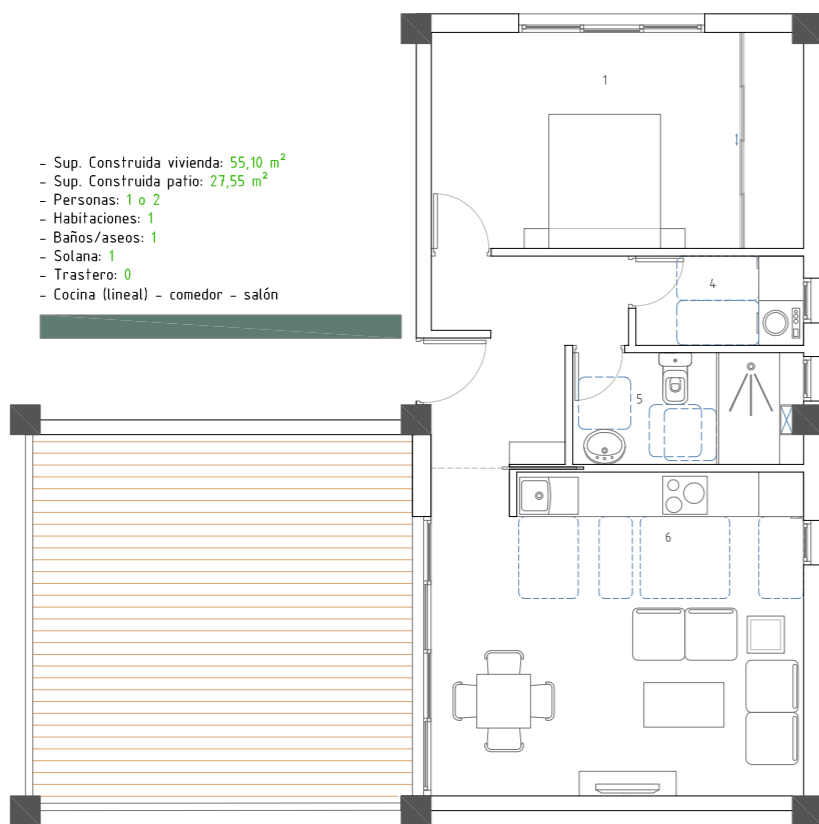 1
- Sup. Construida vivienda: 55,10 m²
- Sup. Construida patio: 27,55 m²
- Personas: 1 o 2
- Habitaciones: 1
- Baños/aseos: 1
- Solana: 1
- Trastero: 0
- Cocina (lineal) - comedor - salón
4
5
6